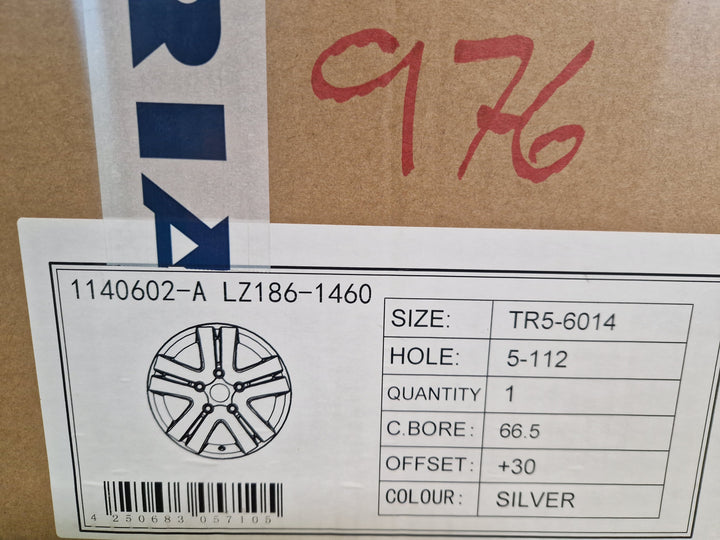 RIA
976
1140602-A LZ186-1460
SIZE: TR5-6014
HOLE: 5-112
QUANTITY 1
C.BORE: 66.5
OFFSET: +30
COLOUR: SILVER
4 250683 057105